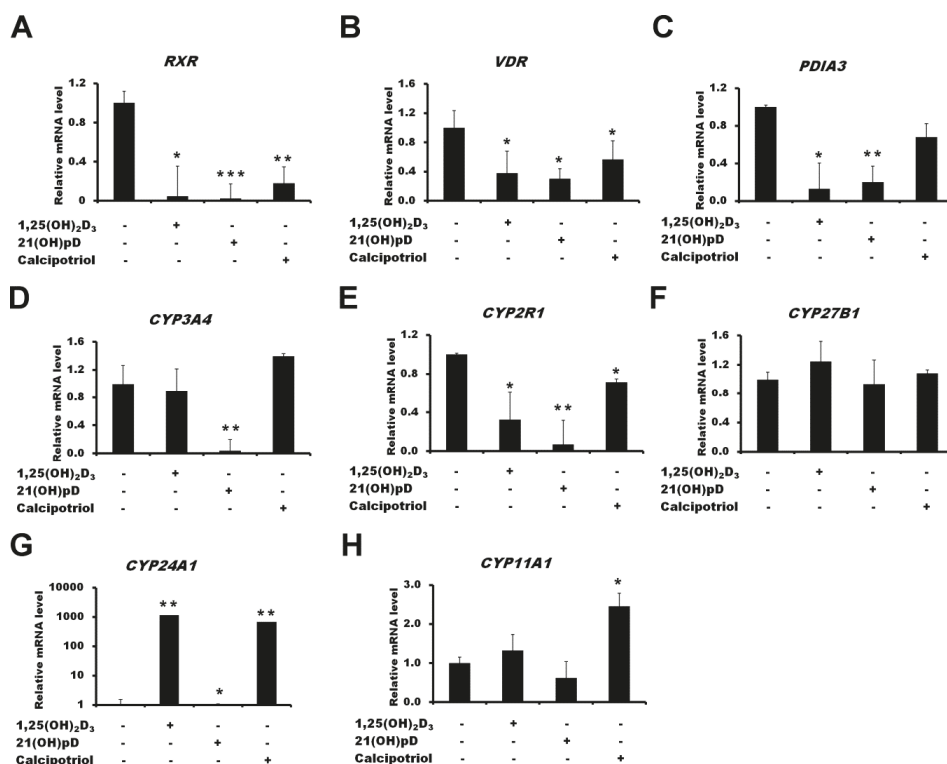 A
RXR
Relative mRNA level
1.2
0.8
0.4
0
* *** **
1,25(OH)₂D₃ - + - -
21(OH)pD - - + -
Calcipotriol - - - +
B
VDR
Relative mRNA level
1.6
1.2
0.8
0.4
0.0
* * *
1,25(OH)₂D₃ - + - -
21(OH)pD - - + -
Calcipotriol - - - +
C
PDIA3
Relative mRNA level
1.2
0.8
0.4
0.0
* **
1,25(OH)₂D₃ - + - -
21(OH)pD - - + -
Calcipotriol - - - +
D
CYP3A4
Relative mRNA level
1.6
1.2
0.8
0.4
0.0
**
1,25(OH)₂D₃ - + - -
21(OH)pD - - + -
Calcipotriol - - - +
E
CYP2R1
Relative mRNA level
1.2
0.8
0.4
0.0
* ** *
1,25(OH)₂D₃ - + - -
21(OH)pD - - + -
Calcipotriol - - - +
F
CYP27B1
Relative mRNA level
1.6
1.2
0.8
0.4
0.0
1,25(OH)₂D₃ - + - -
21(OH)pD - - + -
Calcipotriol - - - +
G
CYP24A1
Relative mRNA level
10000
1000
100
10
1
** * **
1,25(OH)₂D₃ - + - -
21(OH)pD - - + -
Calcipotriol - - - +
H
CYP11A1
Relative mRNA level
3.0
2.0
1.0
0.0
*
1,25(OH)₂D₃ - + - -
21(OH)pD - - + -
Calcipotriol - - - +